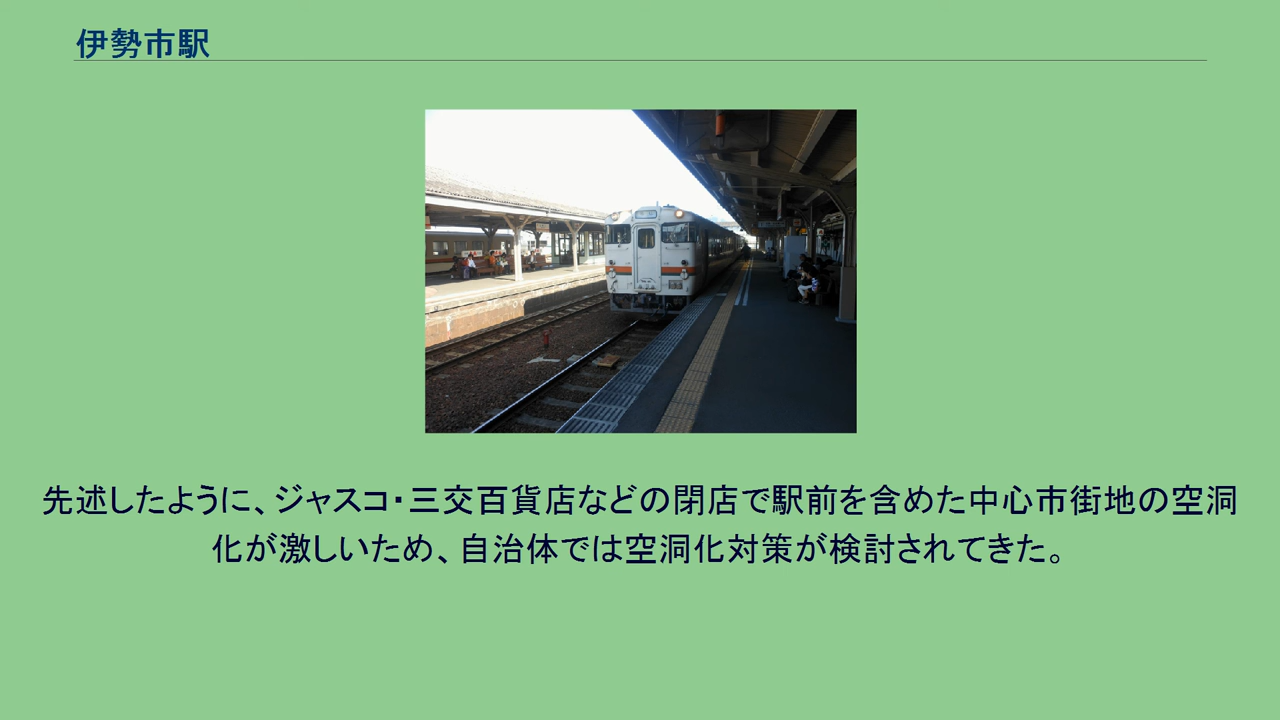 伊勢市駅
先述したように、ジャスコ・三交百貨店などの閉店で駅前を含めた中心市街地の空洞
化が激しいため、自治体では空洞化対策が検討されてきた。